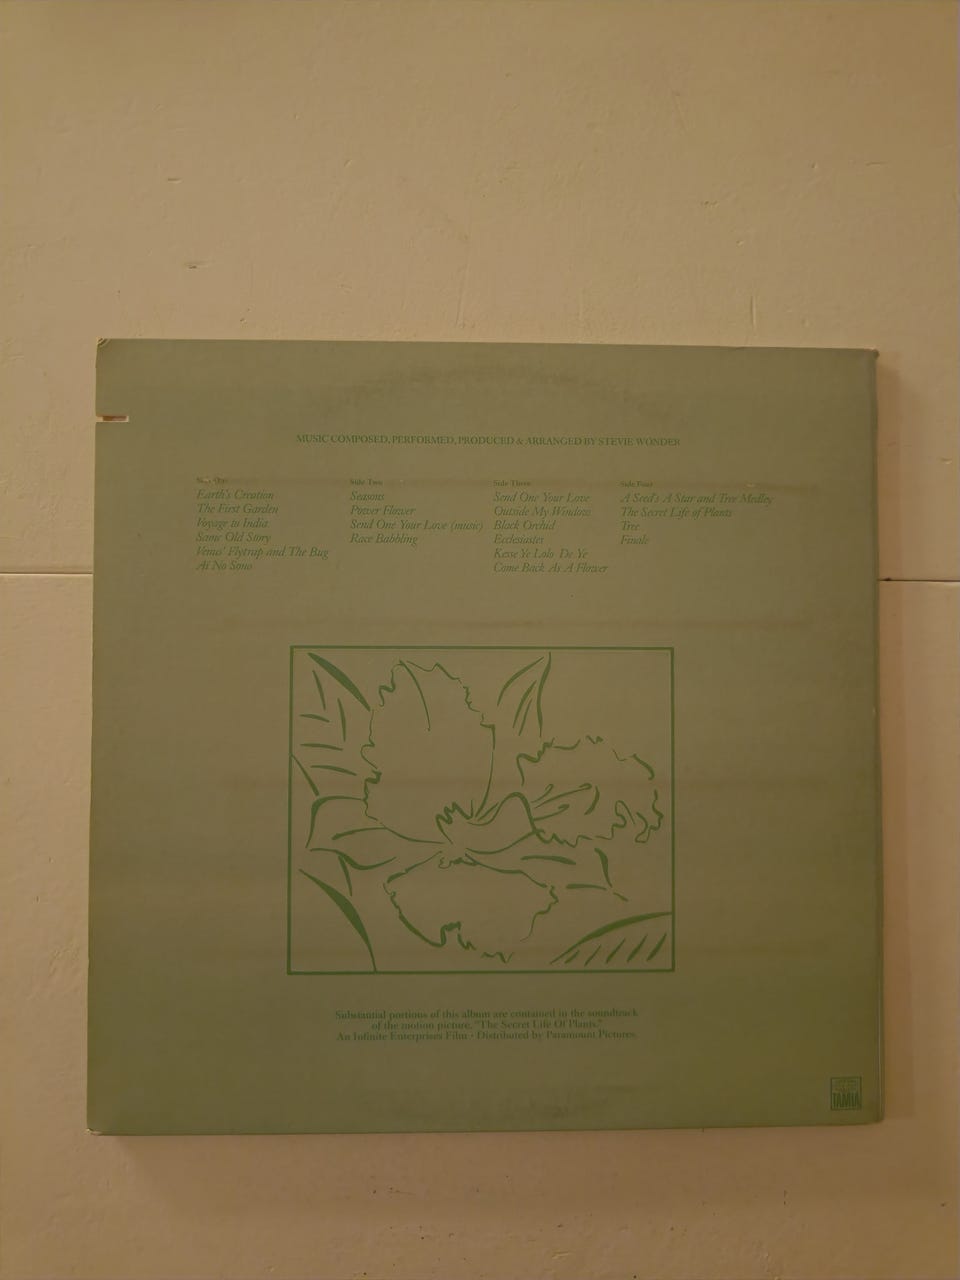 MUSIC COMPOSED, PERFORMED, PRODUCED & ARRANGED BY STEVIE WONDER
Side One
Earth's Creation
The First Garden
Voyage to India
Same Old Story
Venus' Flytrap and The Bug
Ai No Sono
Side Two
Seasons
Power Flower
Send One Your Love (music)
Race Babbling
Side Three
Send One Your Love
Outside My Window
Black Orchid
Ecclesiastes
Kesse Ye Lolo De Ye
Come Back As A Flower
Side Four
A Seed's A Star and Tree Medley
The Secret Life of Plants
Tree
Finale
Substantial portions of this album are contained in the soundtrack
of the motion picture, "The Secret Life Of Plants."
An Infinite Enterprises Film · Distributed by Paramount Pictures.
TAMLA